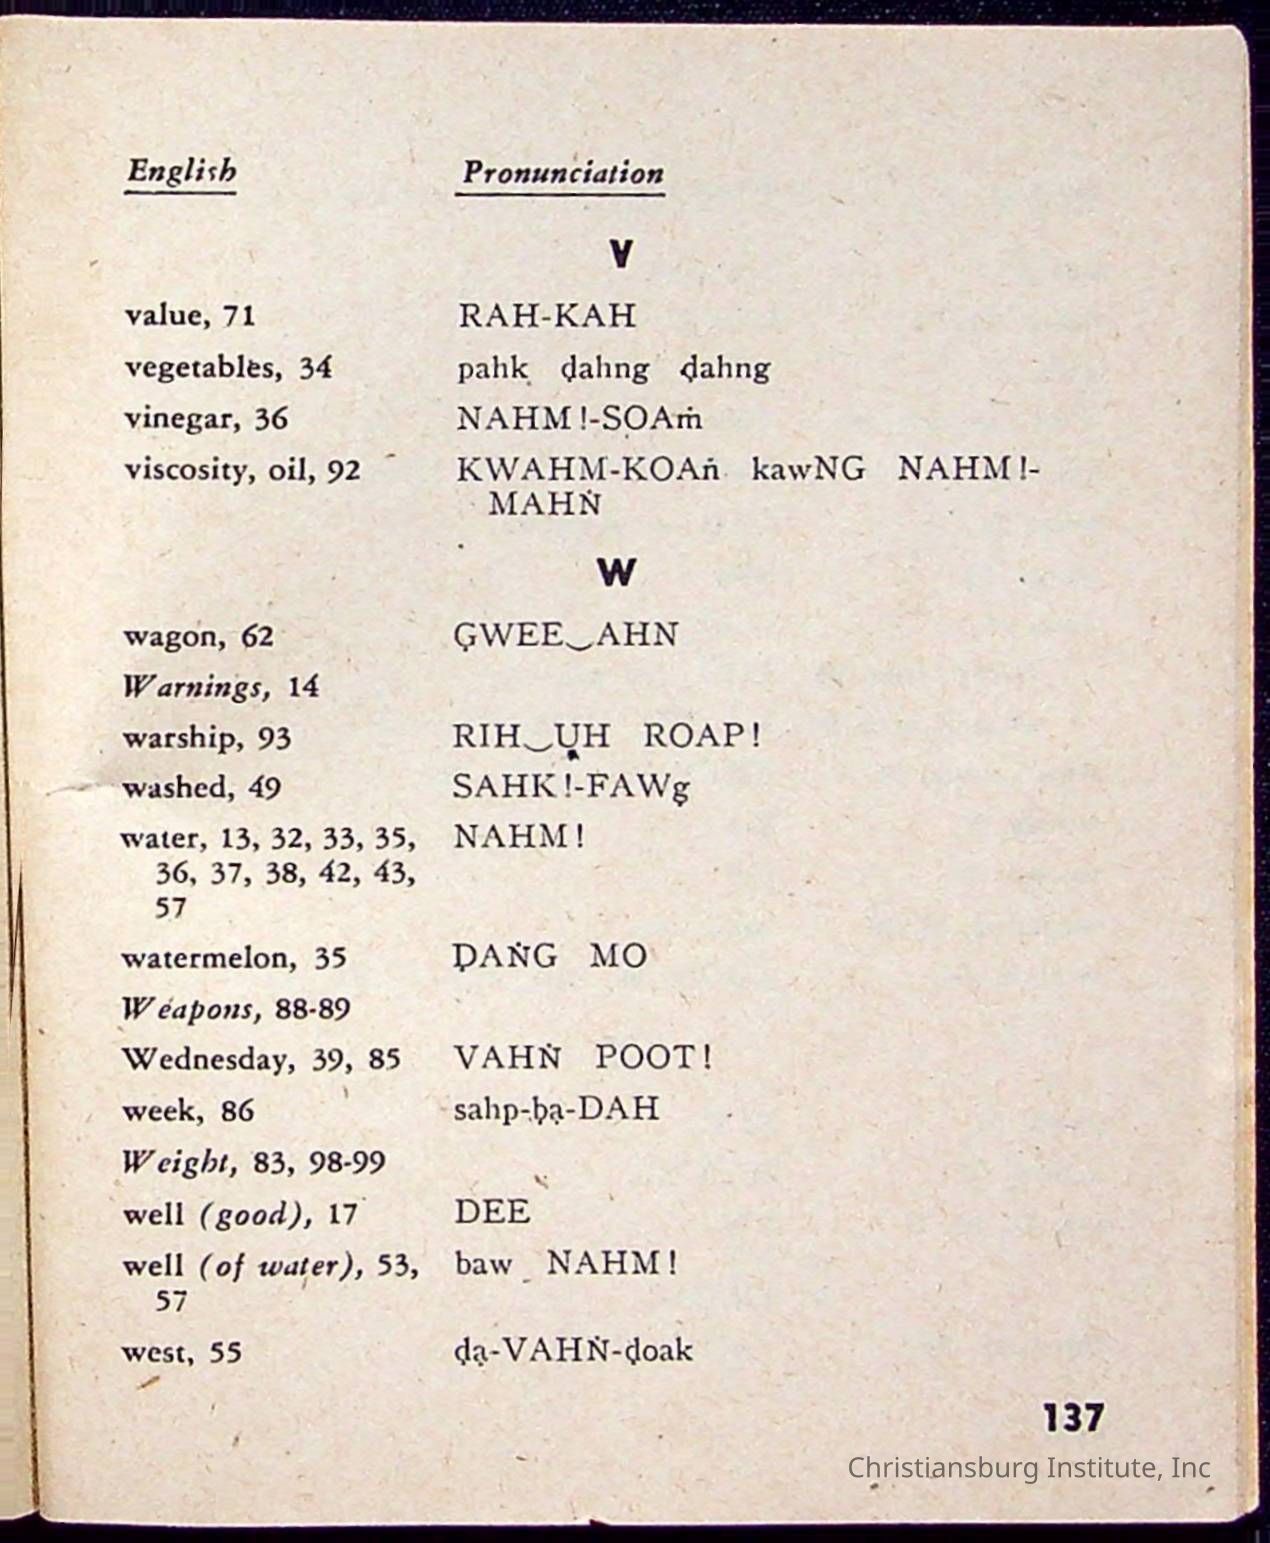 English Pronunciation
V
value, 71 RAH-KAH
vegetables, 34 pahk ḍahng ḍahng
vinegar, 36 NAHM!-SOAṁ
viscosity, oil, 92 KWAHM-KOAṅ kawNG NAHM!-
MAHṄ
W
wagon, 62 G̣WEE‿AHN
Warnings, 14
warship, 93 RIH‿ỤH ROAP!
washed, 49 SAHK!-FAWg̣
water, 13, 32, 33, 35, NAHM!
36, 37, 38, 42, 43,
57
watermelon, 35 ḌAṄG MO
Weapons, 88-89
Wednesday, 39, 85 VAHṄ POOT!
week, 86 sahp-ḅạ-DAH
Weight, 83, 98-99
well (good), 17 DEE
well (of water), 53, baw NAHM!
57
west, 55 ḍạ-VAHṄ-ḍoak
137
Christiansburg Institute, Inc